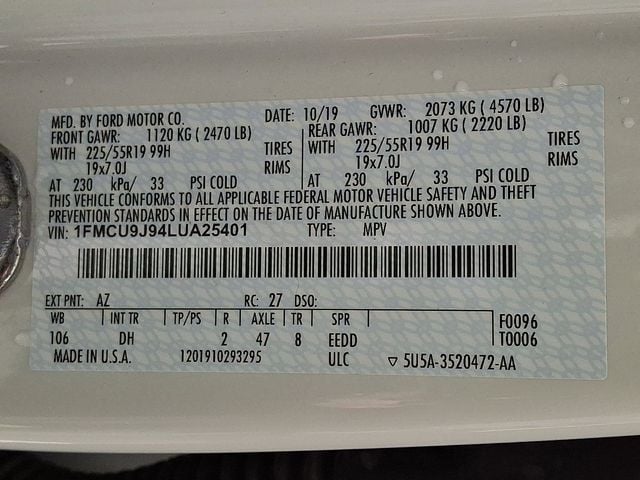 MFD. BY FORD MOTOR CO. DATE: 10/19 GVWR: 2073 KG ( 4570 LB)
FRONT GAWR: 1120 KG ( 2470 LB) REAR GAWR: 1007 KG ( 2220 LB)
WITH 225/55R19 99H TIRES WITH 225/55R19 99H TIRES
19x7.0J RIMS 19x7.0J RIMS
AT 230 kPa/ 33 PSI COLD AT 230 kPa/ 33 PSI COLD
THIS VEHICLE CONFORMS TO ALL APPLICABLE FEDERAL MOTOR VEHICLE SAFETY AND THEFT
PREVENTION STANDARDS IN EFFECT ON THE DATE OF MANUFACTURE SHOWN ABOVE.
VIN: 1FMCU9J94LUA25401 TYPE: MPV
EXT PNT: AZ RC: 27 DSO:
WB INT TR TP/PS R AXLE TR SPR F0096
106 DH 2 47 8 EEDD T0006
MADE IN U.S.A. 1201910293295 ULC ▽ 5U5A-3520472-AA